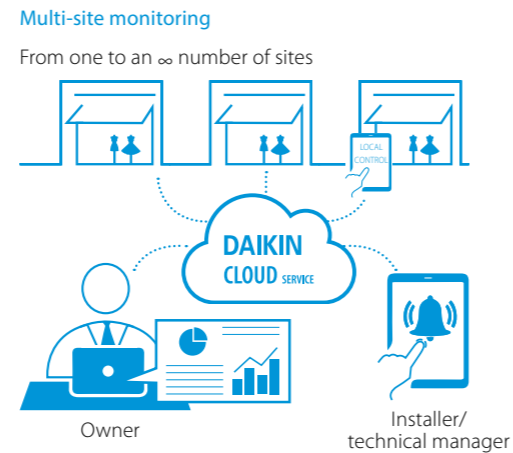 Multi-site monitoring
From one to an ∞ number of sites
LOCAL
CONTROL
DAIKIN
CLOUD SERVICE
Owner
Installer/
technical manager